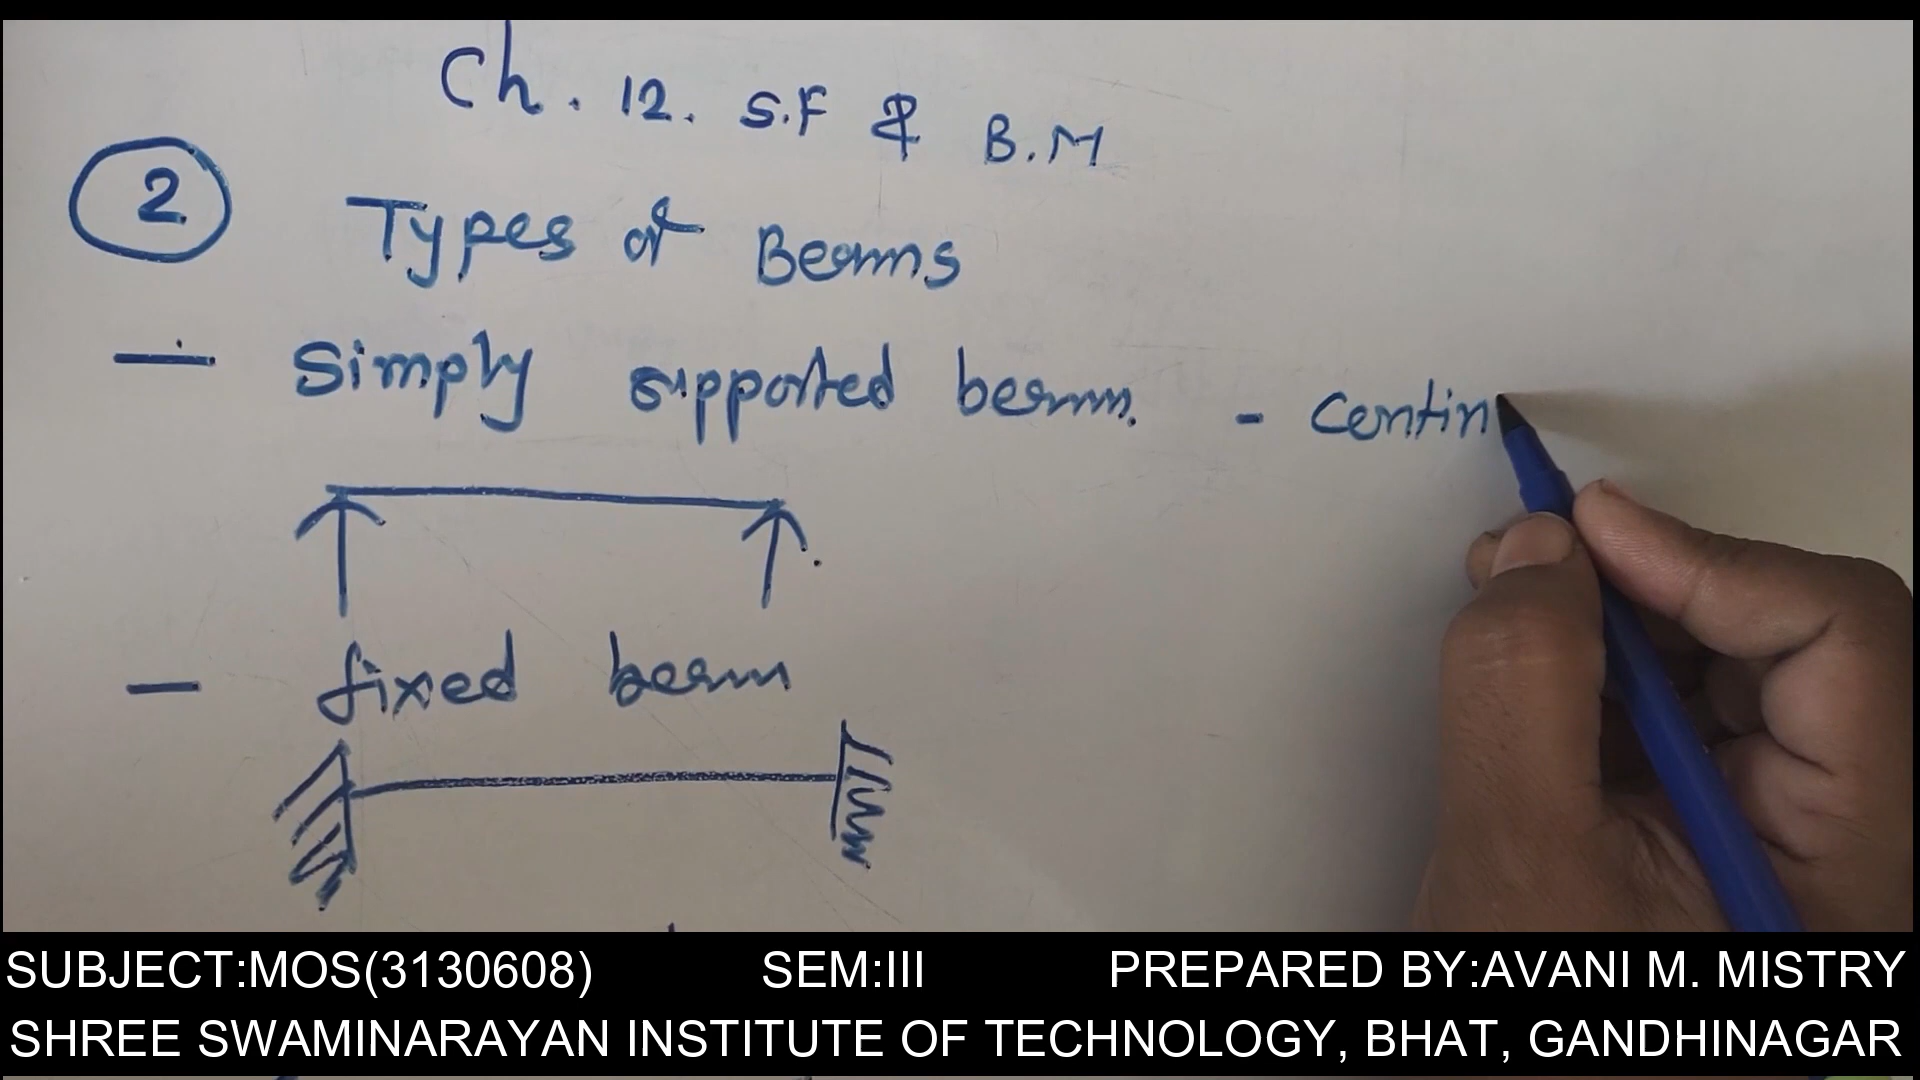 Ch. 12. S.F & B.M
2 Types of Beams
- Simply supported beam.
- Contin
- fixed beam
SUBJECT:MOS(3130608) SEM:III PREPARED BY:AVANI M. MISTRY
SHREE SWAMINARAYAN INSTITUTE OF TECHNOLOGY, BHAT, GANDHINAGAR